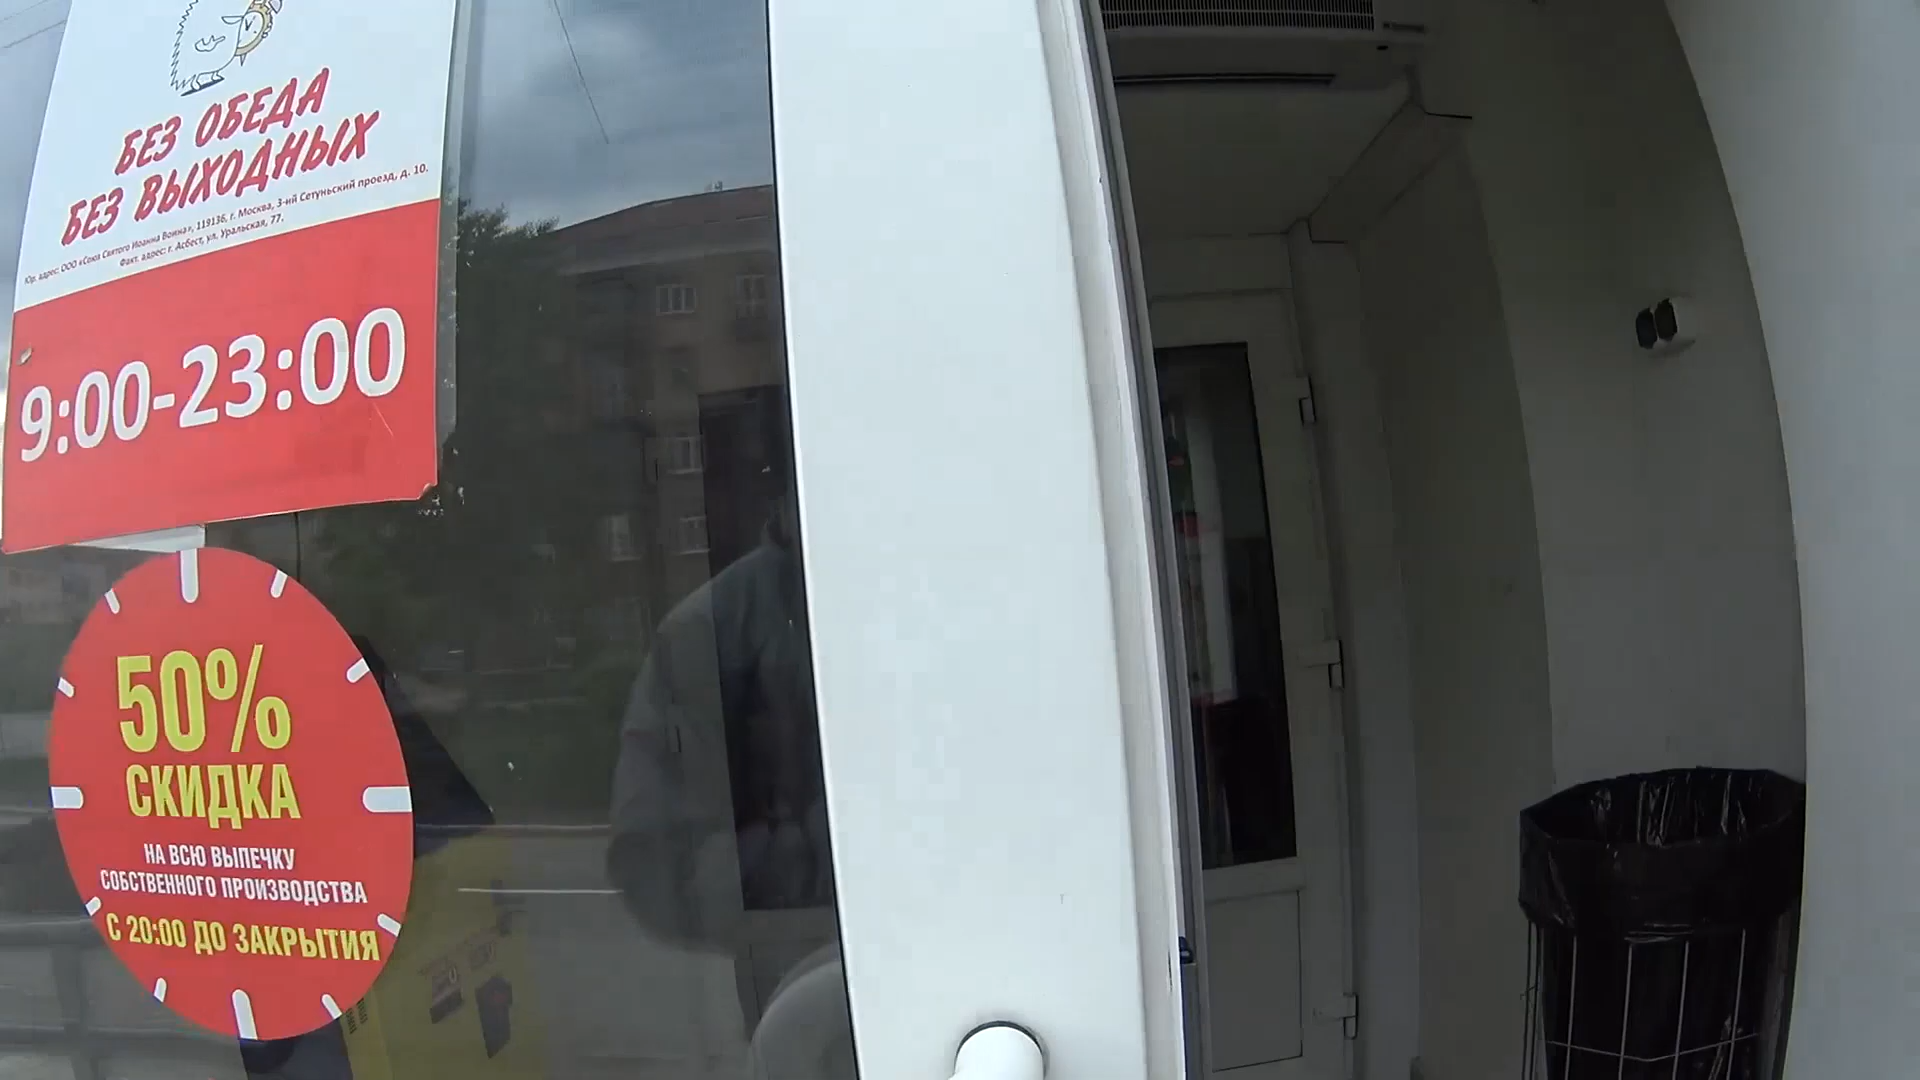 БЕЗ ОБЕДА
БЕЗ ВЫХОДНЫХ
Юр. адрес: ООО «Союз Святого Иоанна Воина», 119136, г. Москва, 3-ий Сетуньский проезд, д. 10.
Факт. адрес: г. Асбест, ул. Уральская, 77.
9:00-23:00
50%
СКИДКА
НА ВСЮ ВЫПЕЧКУ
СОБСТВЕННОГО ПРОИЗВОДСТВА
С 20:00 ДО ЗАКРЫТИЯ